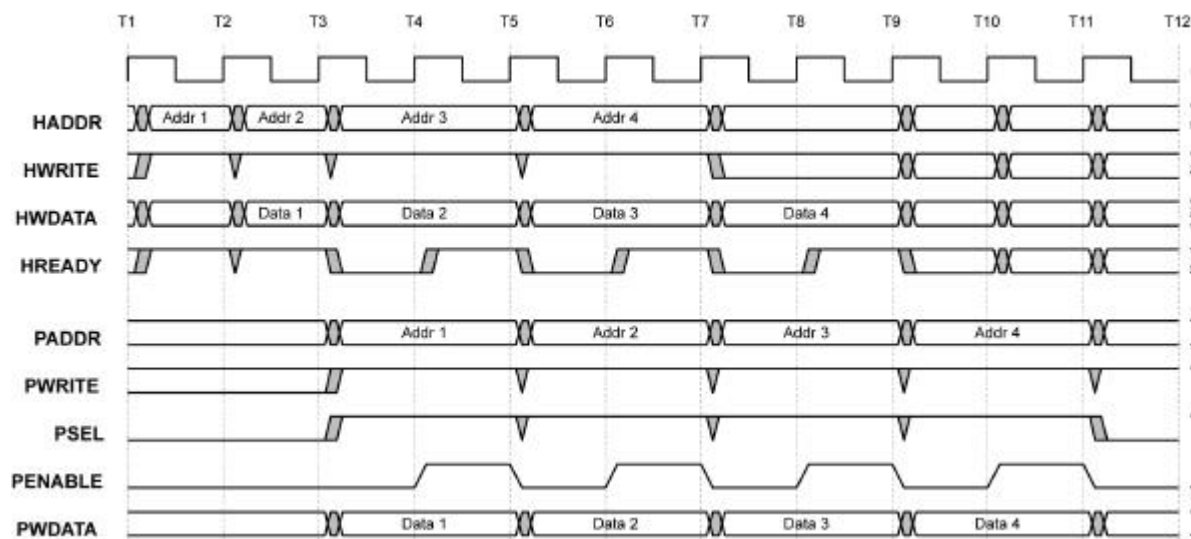 T1 T2 T3 T4 T5 T6 T7 T8 T9 T10 T11 T12
HADDR Addr 1 Addr 2 Addr 3 Addr 4
HWRITE
HWDATA Data 1 Data 2 Data 3 Data 4
HREADY
PADDR Addr 1 Addr 2 Addr 3 Addr 4
PWRITE
PSEL
PENABLE
PWDATA Data 1 Data 2 Data 3 Data 4